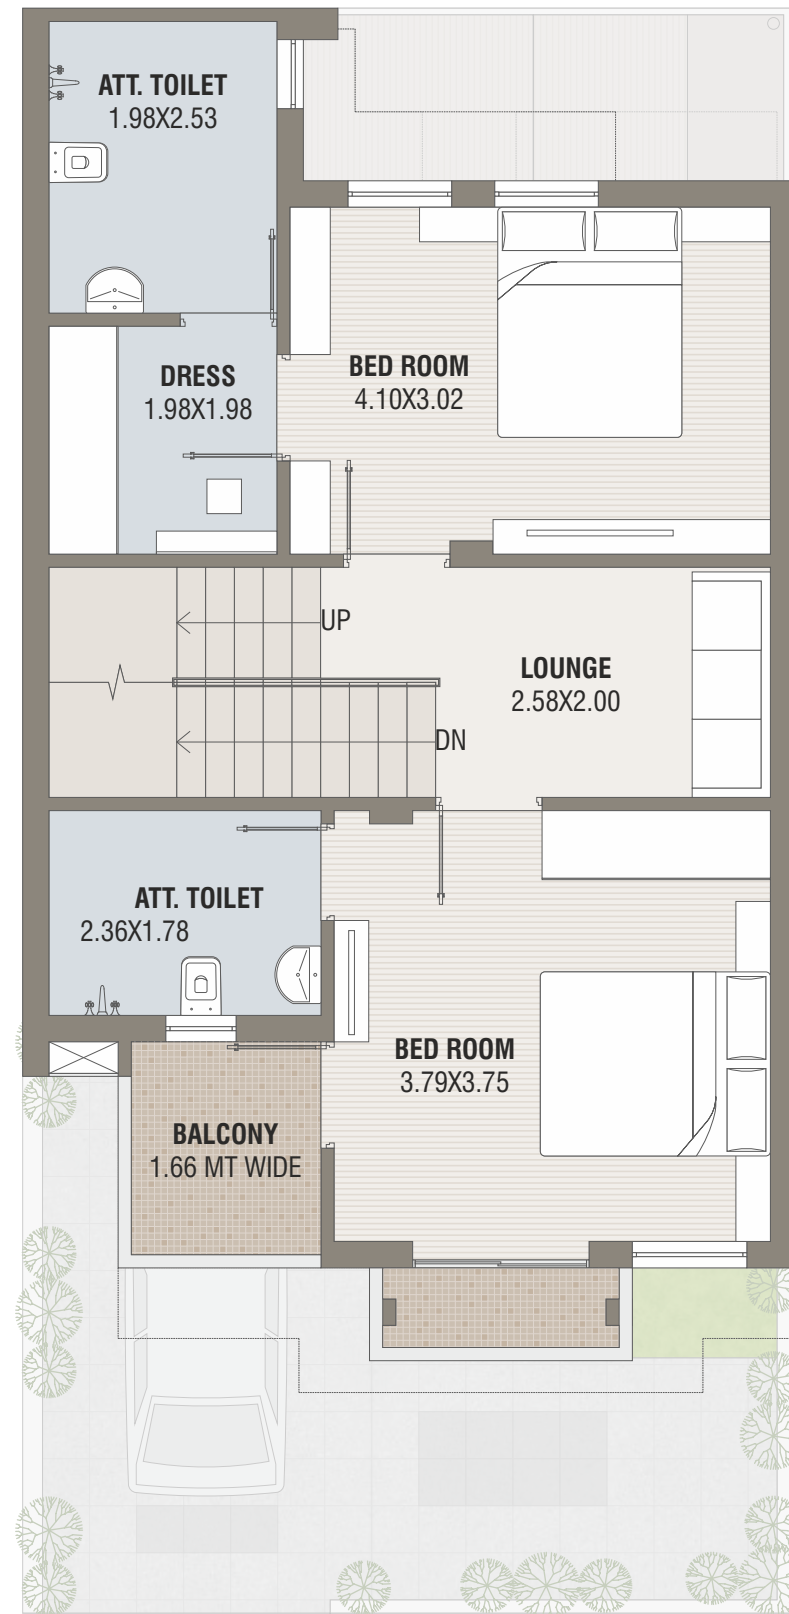 ATT. TOILET
1.98X2.53
BED ROOM
4.10X3.02
DRESS
1.98X1.98
UP
LOUNGE
2.58X2.00
DN
ATT. TOILET
2.36X1.78
BED ROOM
3.79X3.75
BALCONY
1.66 MT WIDE